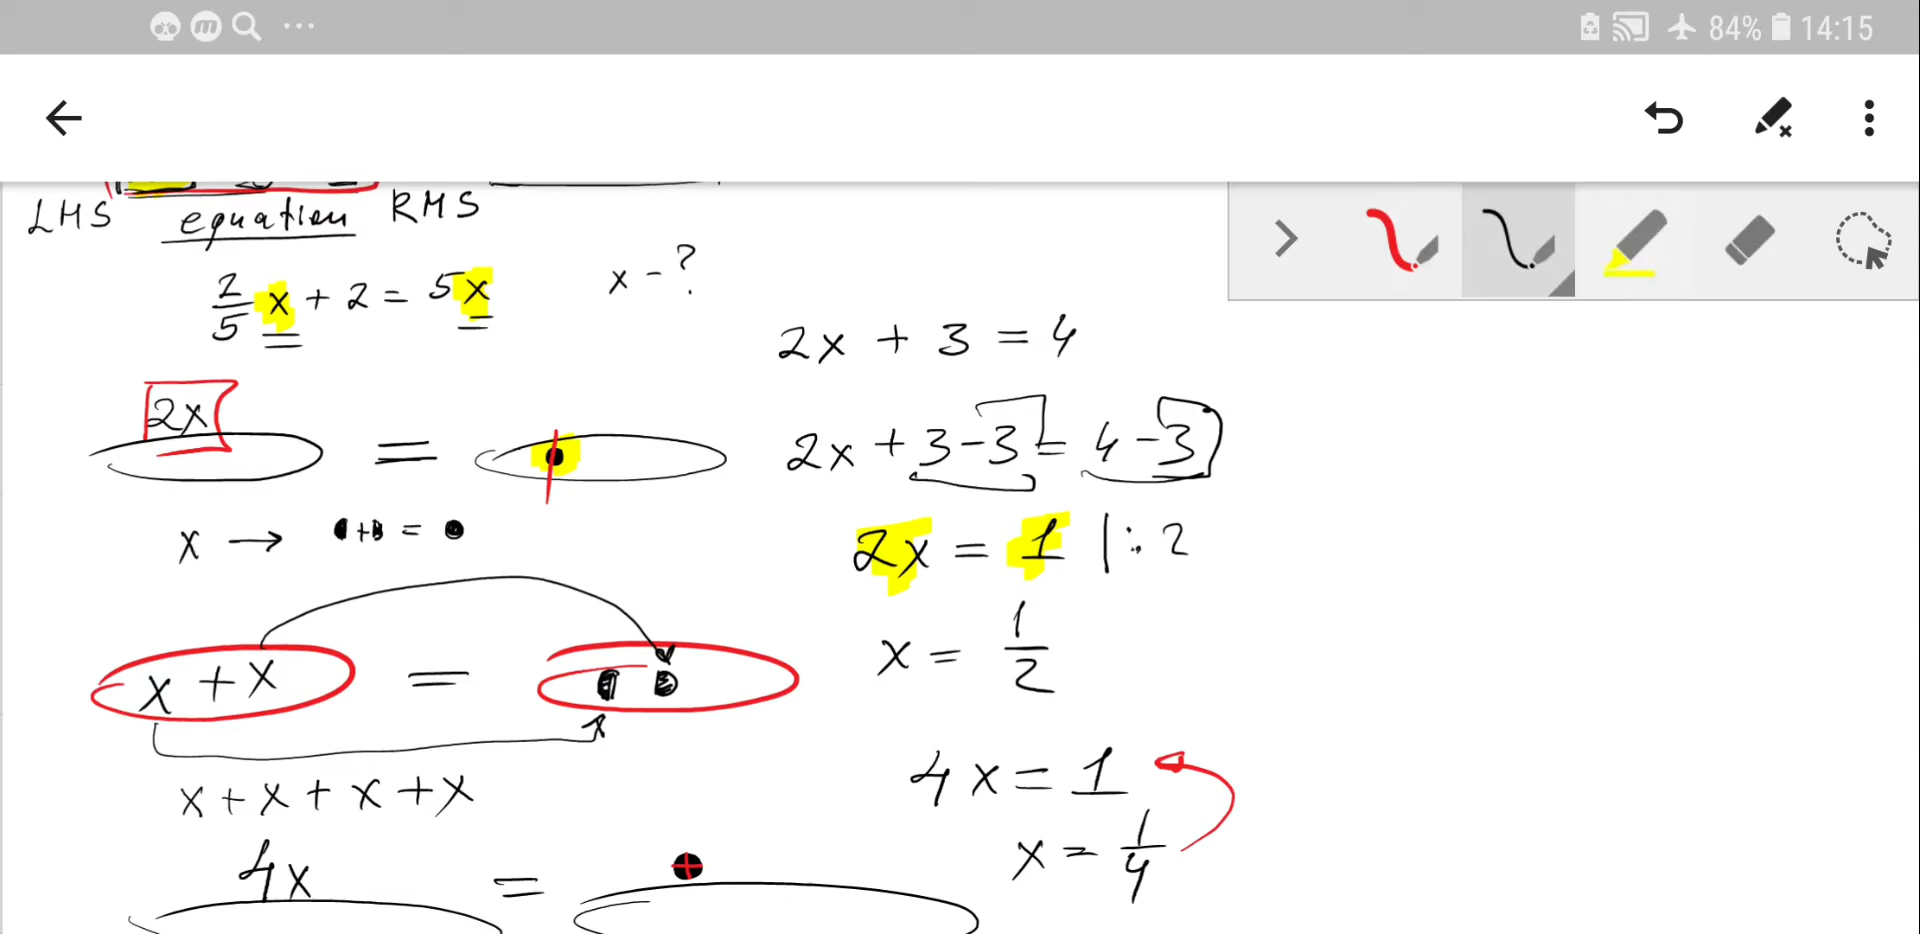 84% 14:15
LHS equation RHS
2/5 x + 2 = 5x
x - ?
2x + 3 = 4
2x =
2x + 3 - 3 = 4 - 3
x → + =
2x = 1 | : 2
x + x =
x = 1/2
x + x + x + x
4x = 1
4x =
x = 1/4